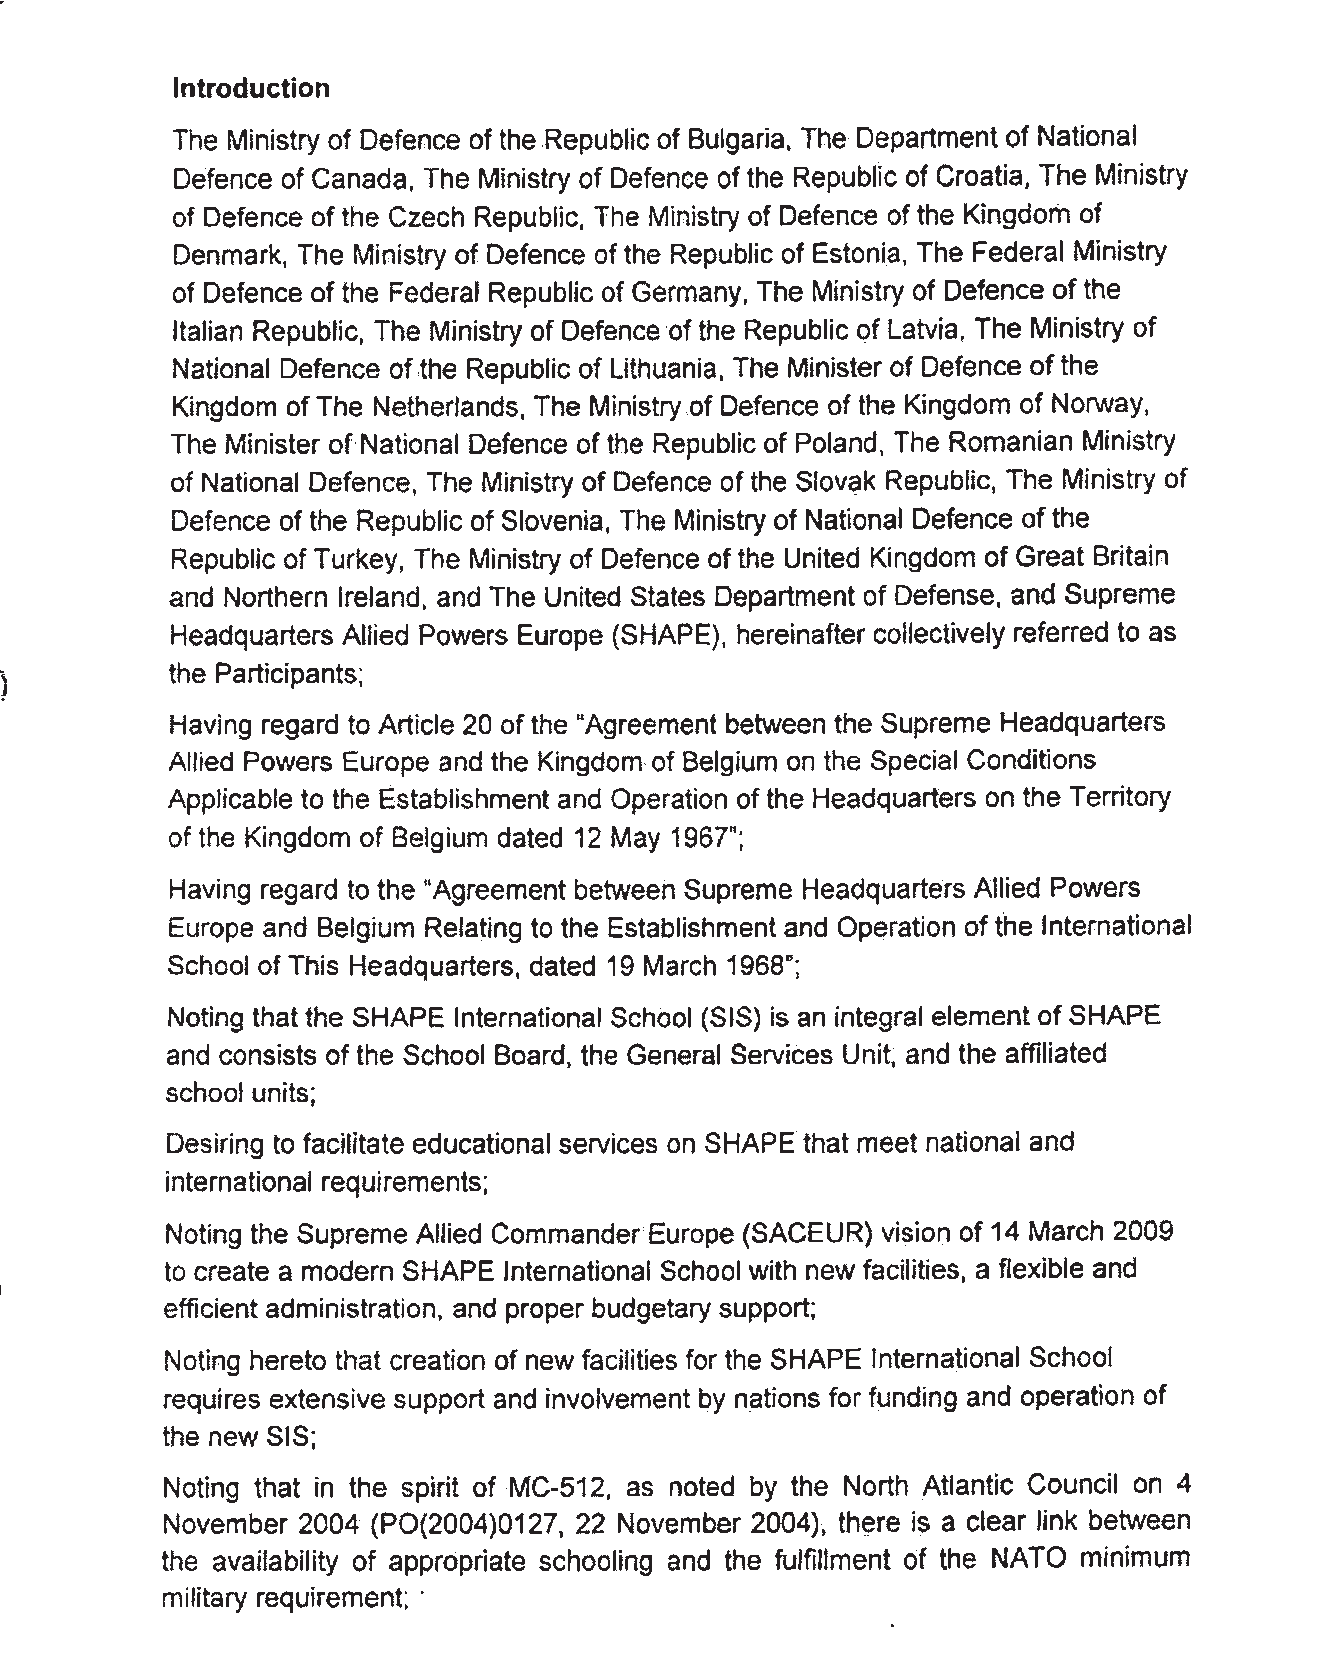 Introduction
The Ministry of Defence of the Republic of Bulgaria, The Department of National
Defence of Canada, The Ministry of Defence of the Republic of Croatia, The Ministry
of Defence of the Czech Republic, The Ministry of Defence of the Kingdom of
Denmark, The Ministry of Defence of the Republic of Estonia, The Federal Ministry
of Defence of the Federal Republic of Germany, The Ministry of Defence of the
Italian Republic, The Ministry of Defence of the Republic of Latvia, The Ministry of
National Defence of the Republic of Lithuania, The Minister of Defence of the
Kingdom of The Netherlands, The Ministry of Defence of the Kingdom of Norway,
The Minister of National Defence of the Republic of Poland, The Romanian Ministry
of National Defence, The Ministry of Defence of the Slovak Republic, The Ministry of
Defence of the Republic of Slovenia, The Ministry of National Defence of the
Republic of Turkey, The Ministry of Defence of the United Kingdom of Great Britain
and Northern Ireland, and The United States Department of Defense, and Supreme
Headquarters Allied Powers Europe (SHAPE), hereinafter collectively referred to as
the Participants;
Having regard to Article 20 of the "Agreement between the Supreme Headquarters
Allied Powers Europe and the Kingdom of Belgium on the Special Conditions
Applicable to the Establishment and Operation of the Headquarters on the Territory
of the Kingdom of Belgium dated 12 May 1967";
Having regard to the "Agreement between Supreme Headquarters Allied Powers
Europe and Belgium Relating to the Establishment and Operation of the International
School of This Headquarters, dated 19 March 1968";
Noting that the SHAPE International School (SIS) is an integral element of SHAPE
and consists of the School Board, the General Services Unit, and the affiliated
school units;
Desiring to facilitate educational services on SHAPE that meet national and
international requirements;
Noting the Supreme Allied Commander Europe (SACEUR) vision of 14 March 2009
to create a modern SHAPE International School with new facilities, a flexible and
efficient administration, and proper budgetary support;
Noting hereto that creation of new facilities for the SHAPE International School
requires extensive support and involvement by nations for funding and operation of
the new SIS;
Noting that in the spirit of MC-512, as noted by the North Atlantic Council on 4
November 2004 (PO(2004)0127, 22 November 2004), there is a clear link between
the availability of appropriate schooling and the fulfillment of the NATO minimum
military requirement;